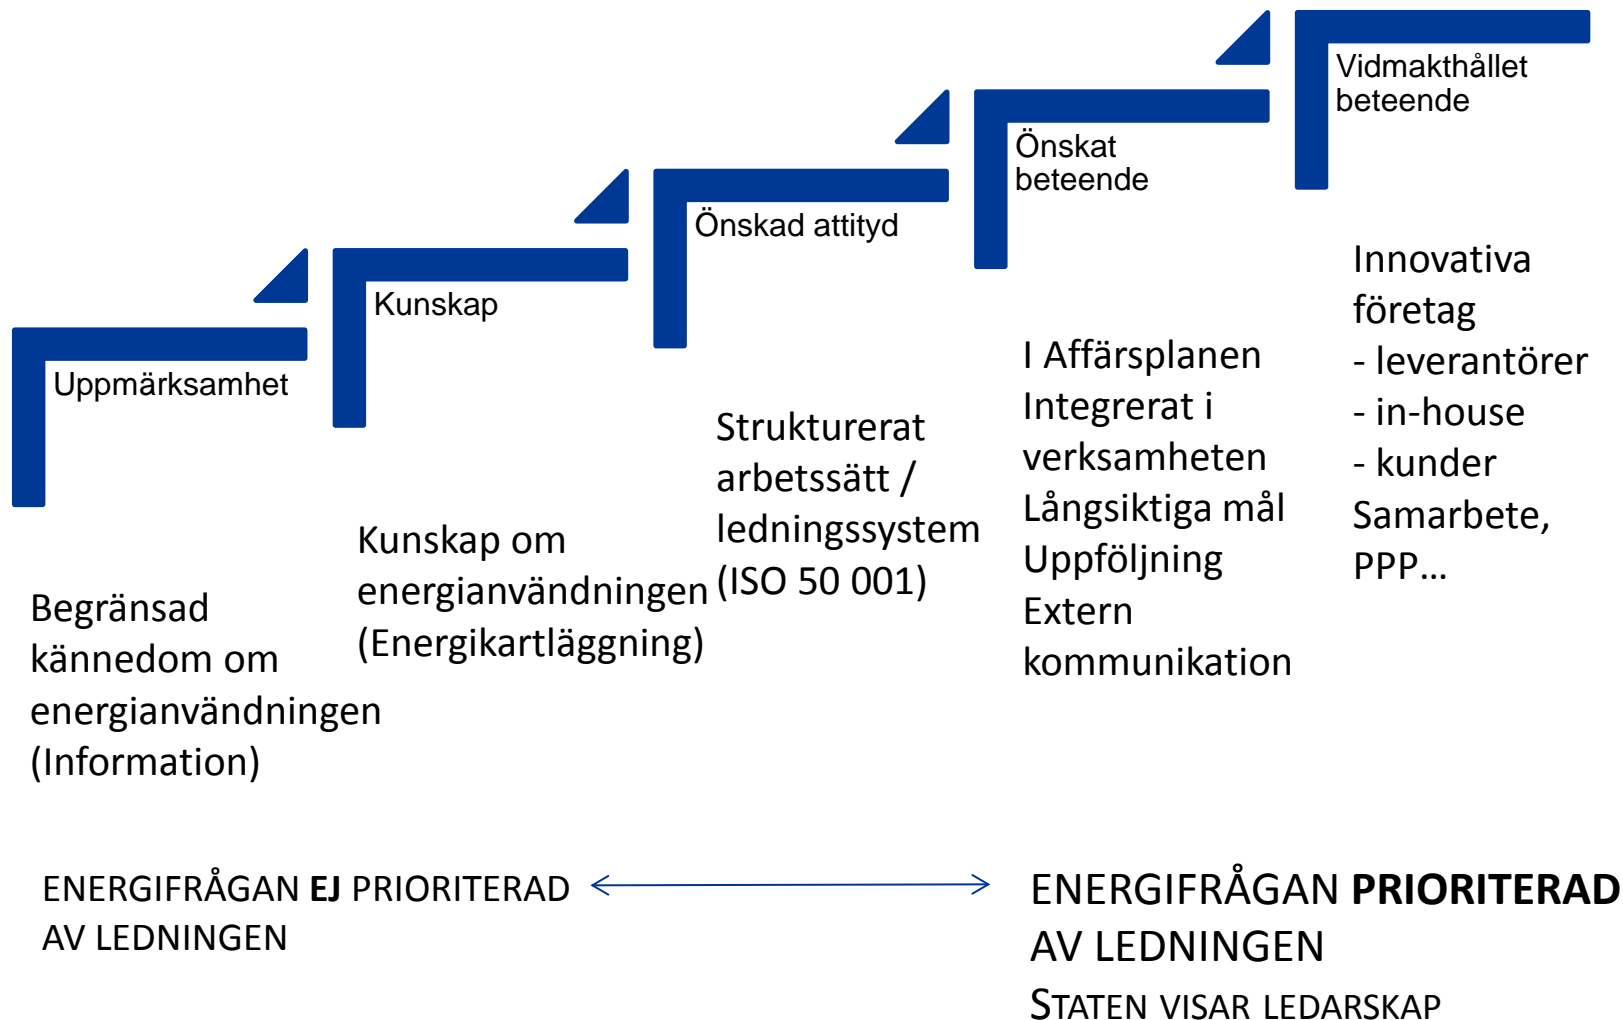 Uppmärksamhet
Begränsad
kännedom om
energianvändningen
(Information)
Kunskap
Kunskap om
energianvändningen
(Energikartläggning)
Önskad attityd
Strukturerat
arbetssätt /
ledningssystem
(ISO 50 001)
Önskat
beteende
I Affärsplanen
Integrerat i
verksamheten
Långsiktiga mål
Uppföljning
Extern
kommunikation
Vidmakthållet
beteende
Innovativa
företag
- leverantörer
- in-house
- kunder
Samarbete,
PPP…
ENERGIFRÅGAN EJ PRIORITERAD
AV LEDNINGEN
ENERGIFRÅGAN PRIORITERAD
AV LEDNINGEN
STATEN VISAR LEDARSKAP